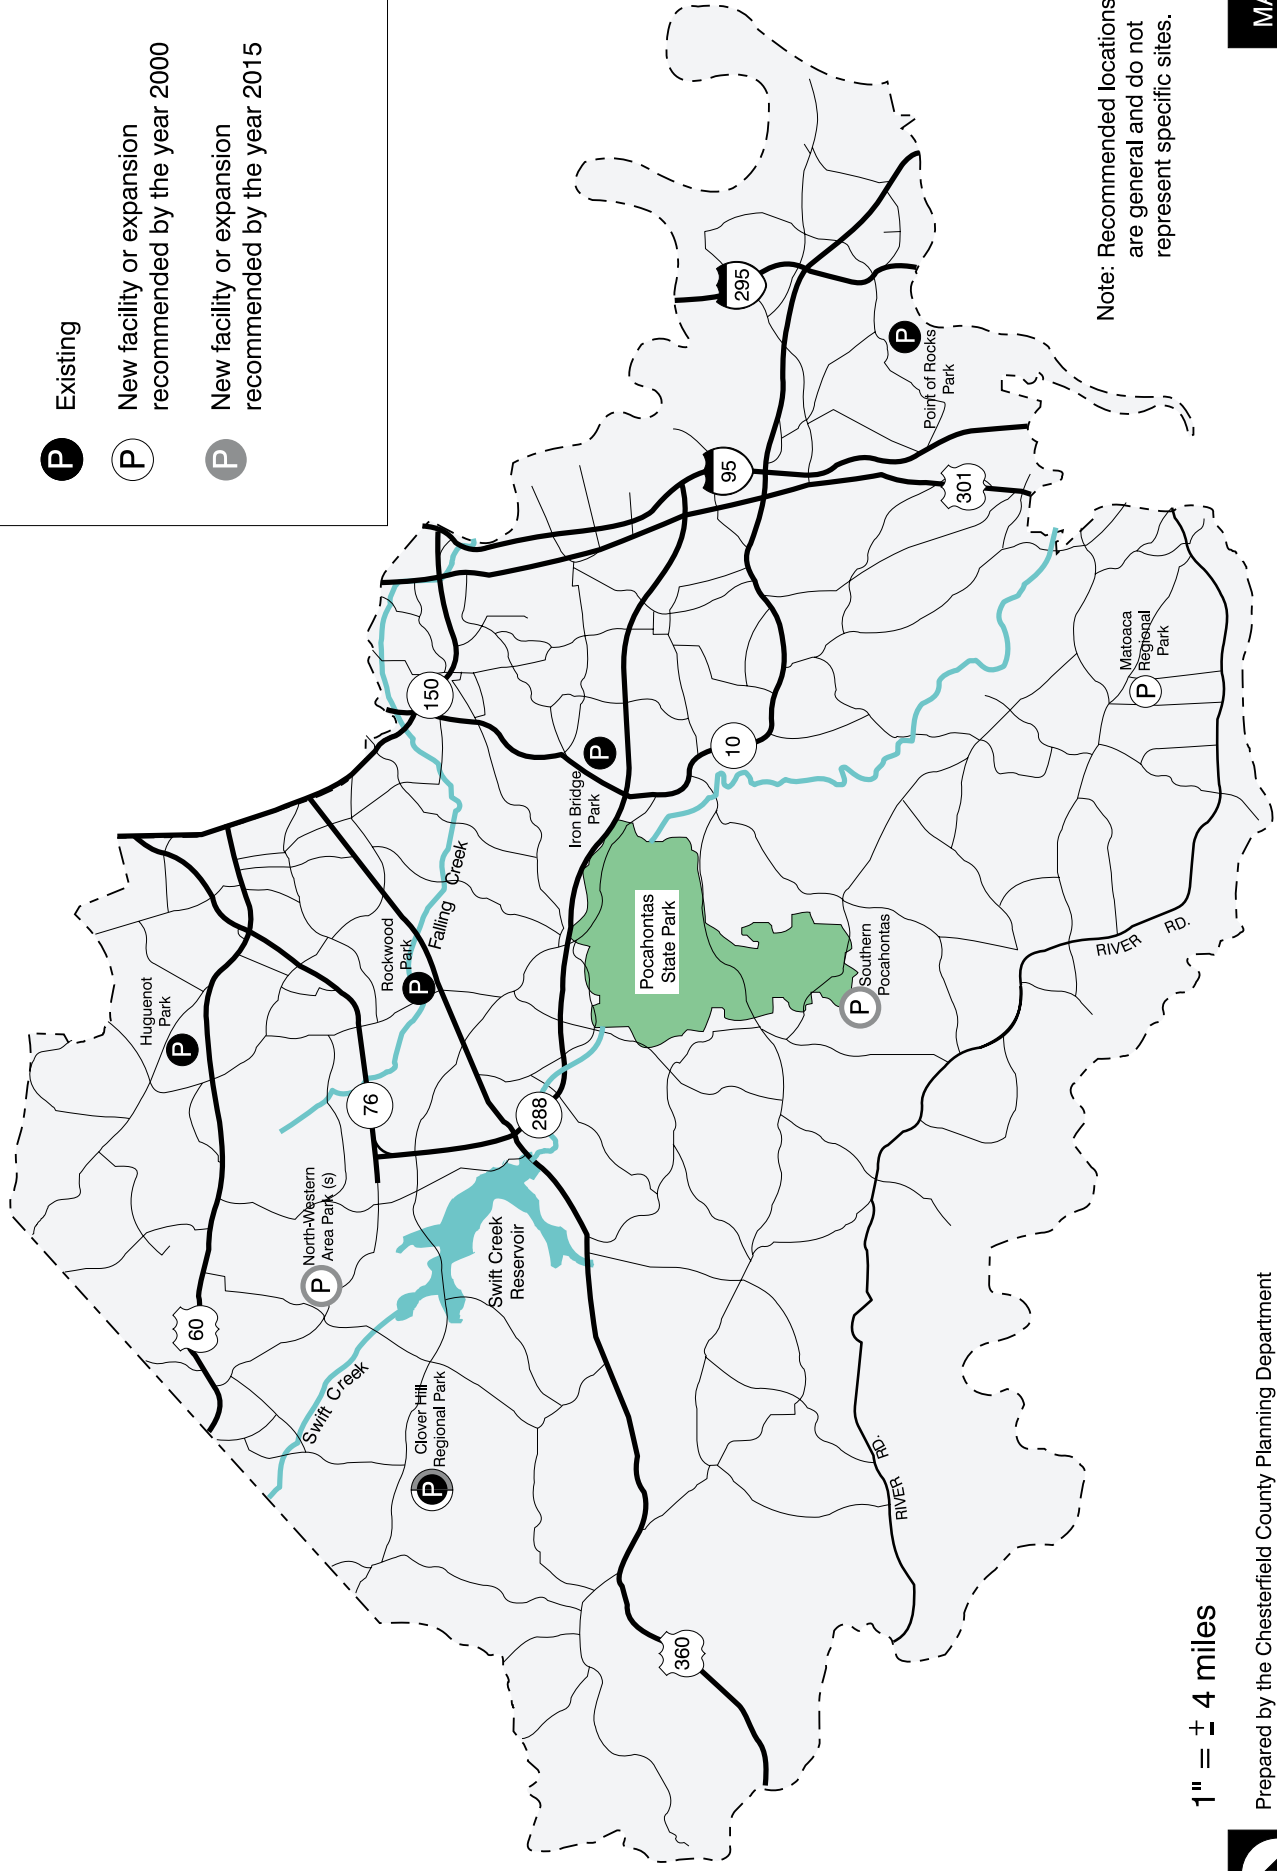 P Existing
P New facility or expansion
recommended by the year 2000
P New facility or expansion
recommended by the year 2015
Huguenot
Park
P
60
North-Western
Area Park (s)
P
76
Swift Creek
Clover Hill
Regional Park
P
Swift Creek
Reservoir
Rockwood
Park
P
Falling Creek
150
288
Iron Bridge
Park
P
Pocahontas
State Park
10
95
295
301
Point of Rocks
Park
P
Southern
Pocahontas
P
Matoaca
Regional
Park
P
RIVER RD.
RIVER RD.
360
Note: Recommended locations
are general and do not
represent specific sites.
1" = ± 4 miles
Prepared by the Chesterfield County Planning Department